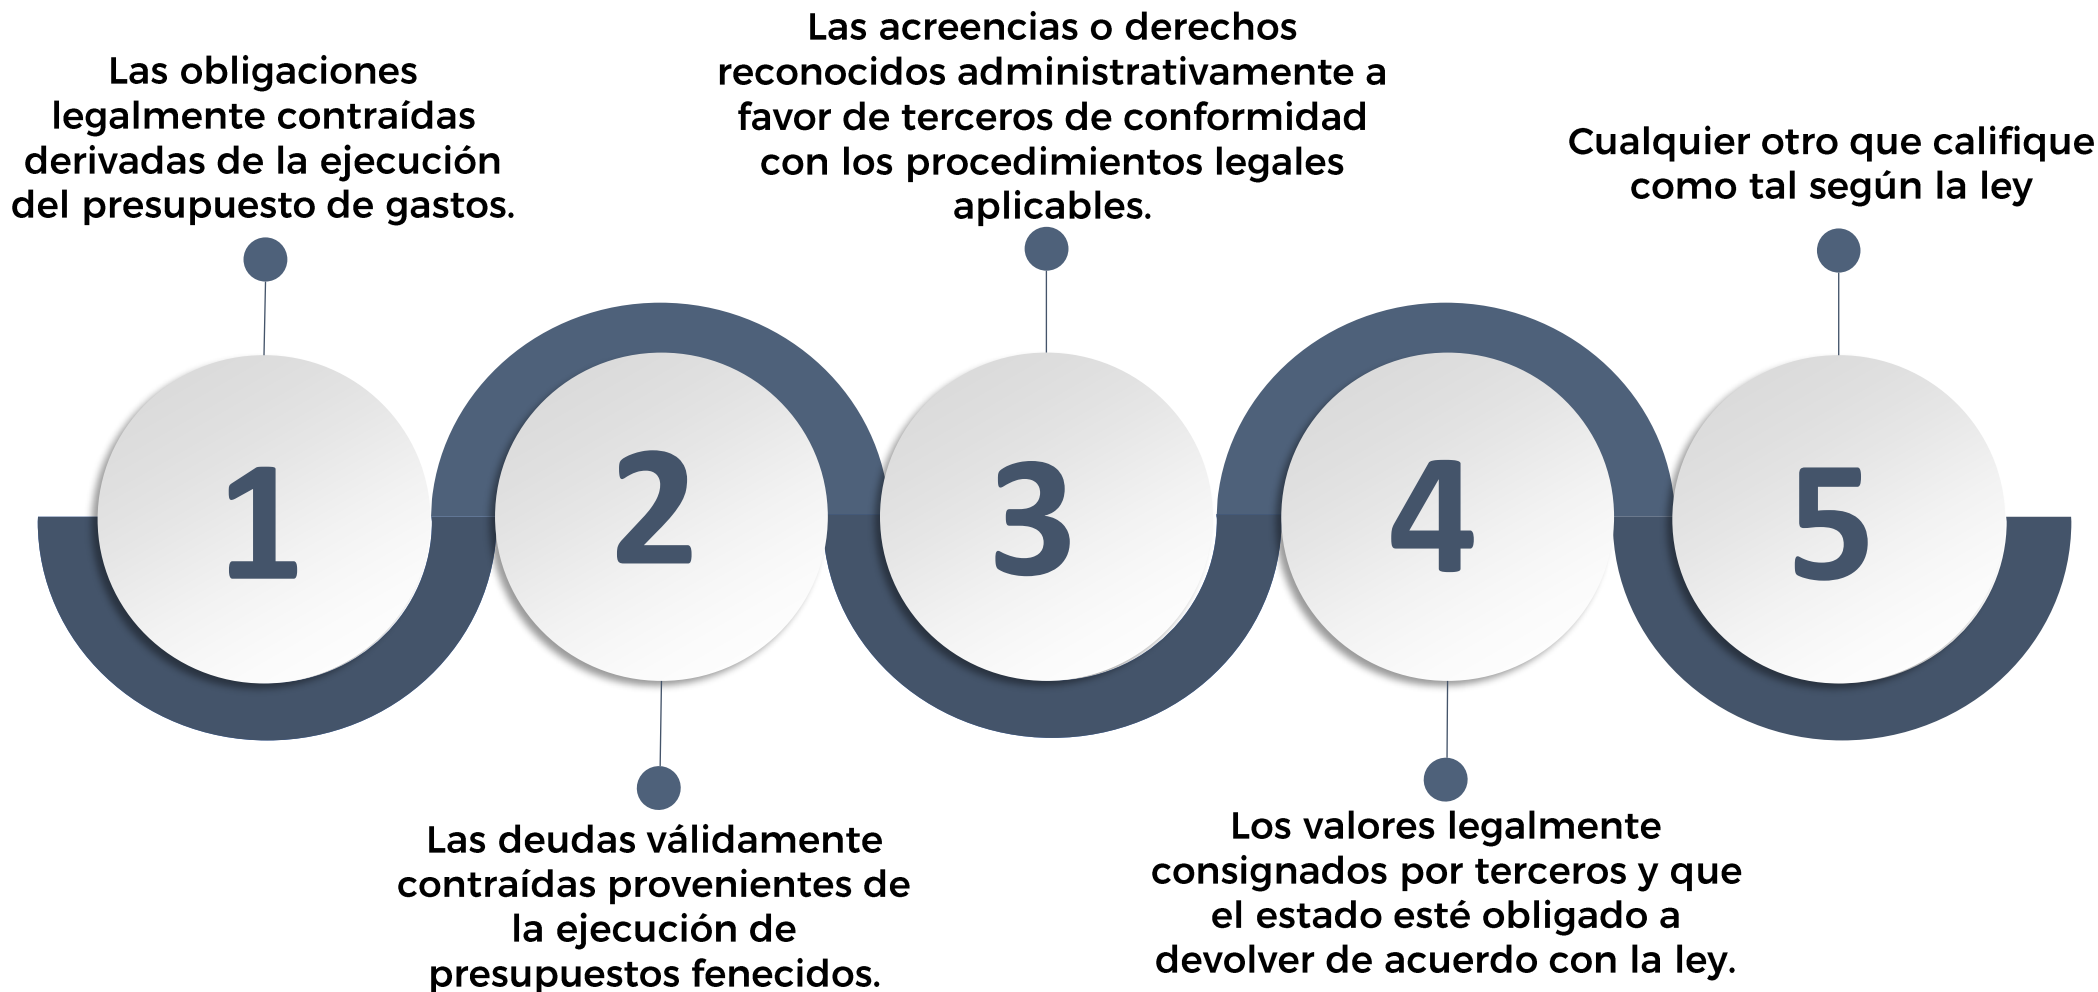 Las obligaciones
legalmente contraídas
derivadas de la ejecución
del presupuesto de gastos.
1
Las deudas válidamente
contraídas provenientes de
la ejecución de
presupuestos fenecidos.
2
Las acreencias o derechos
reconocidos administrativamente a
favor de terceros de conformidad
con los procedimientos legales
aplicables.
3
Los valores legalmente
consignados por terceros y que
el estado esté obligado a
devolver de acuerdo con la ley.
4
Cualquier otro que califique
como tal según la ley
5